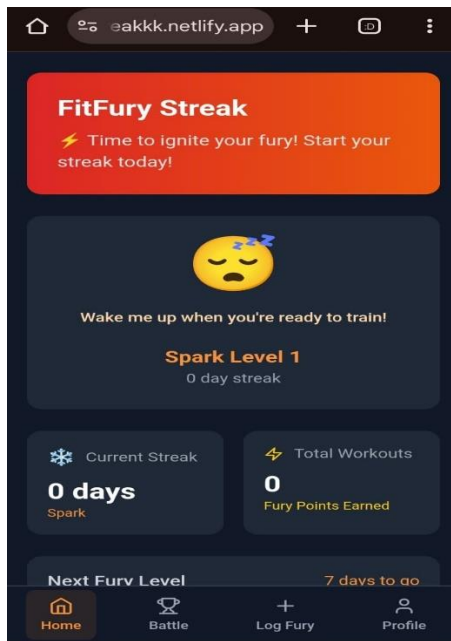 eakkk.netlify.app
:D
FitFury Streak
⚡ Time to ignite your fury! Start your
streak today!
Wake me up when you're ready to train!
Spark Level 1
0 day streak
Current Streak
0 days
Spark
Total Workouts
0
Fury Points Earned
Next Fury Level
7 days to go
Home
Battle
Log Fury
Profile